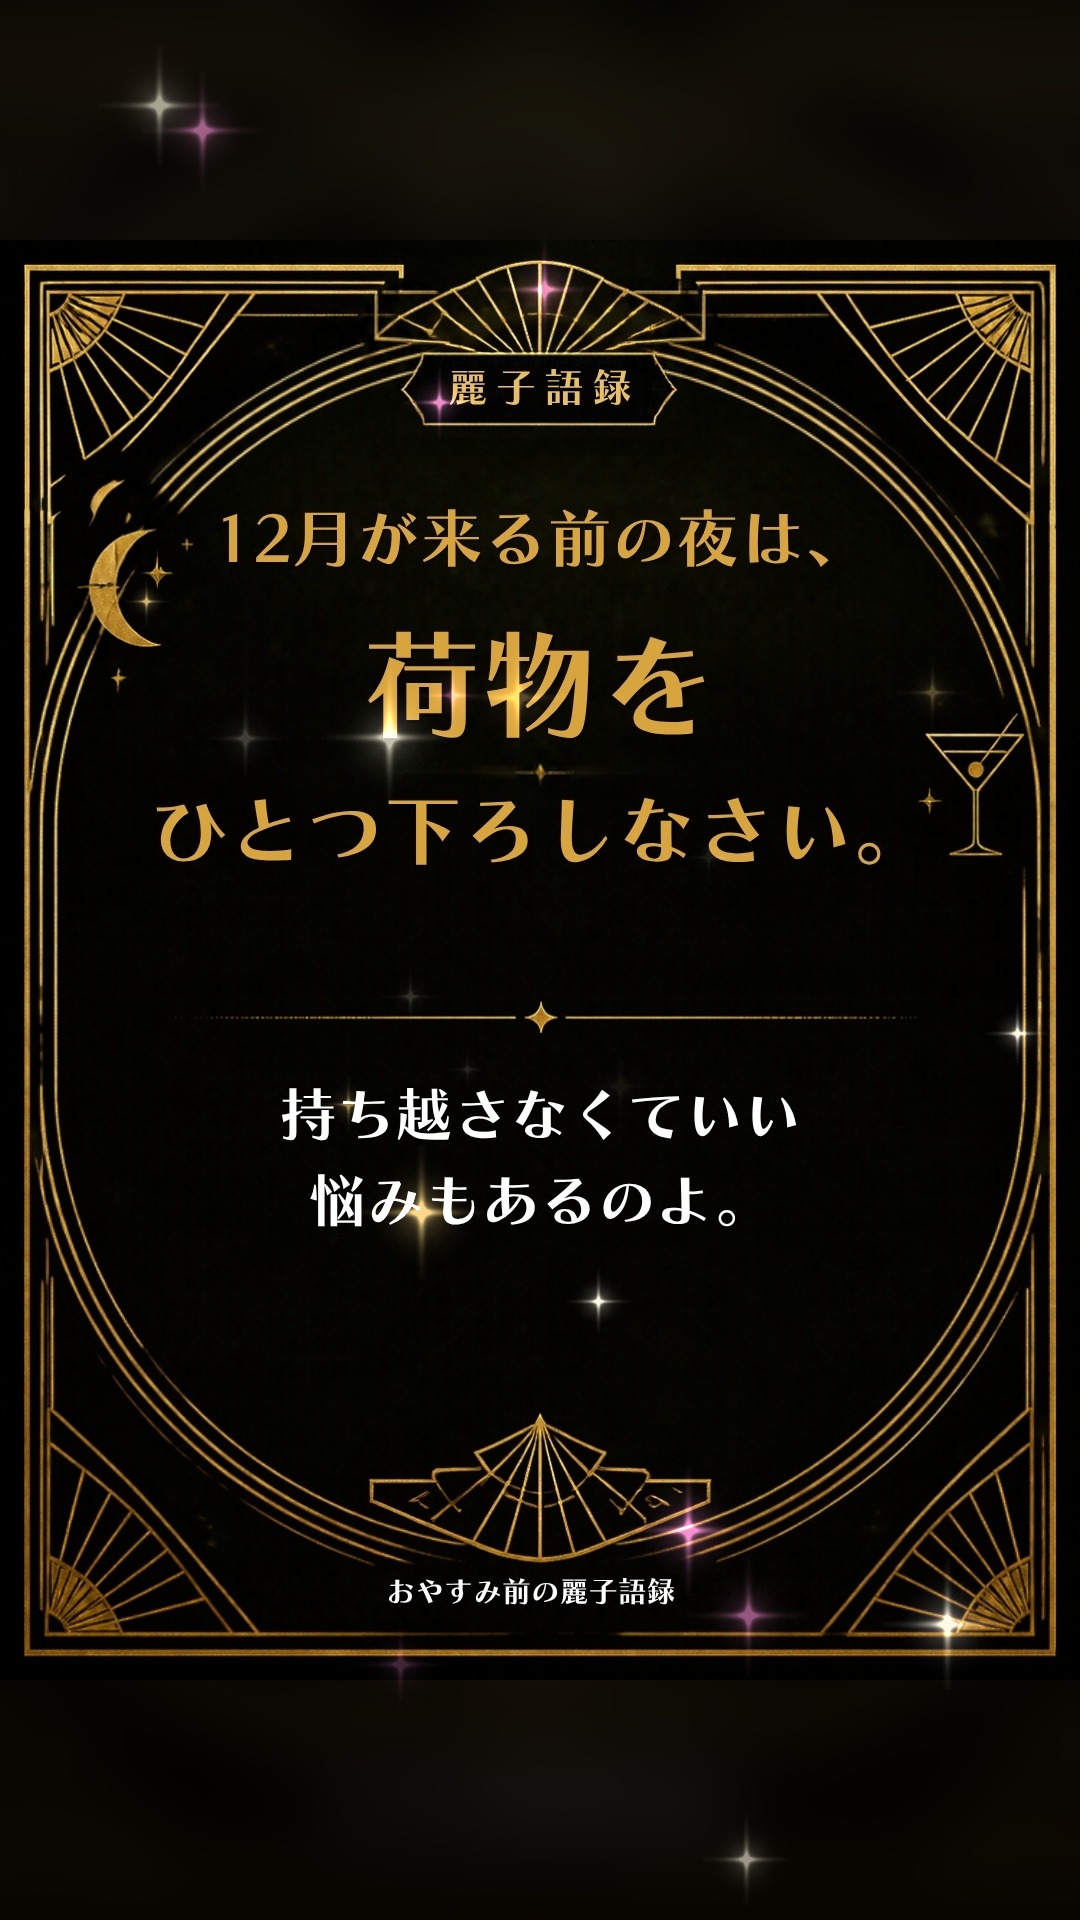 麗子語録
12月が来る前の夜は、
荷物を
ひとつ下ろしなさい。
持ち越さなくていい
悩みもあるのよ。
おやすみ前の麗子語録